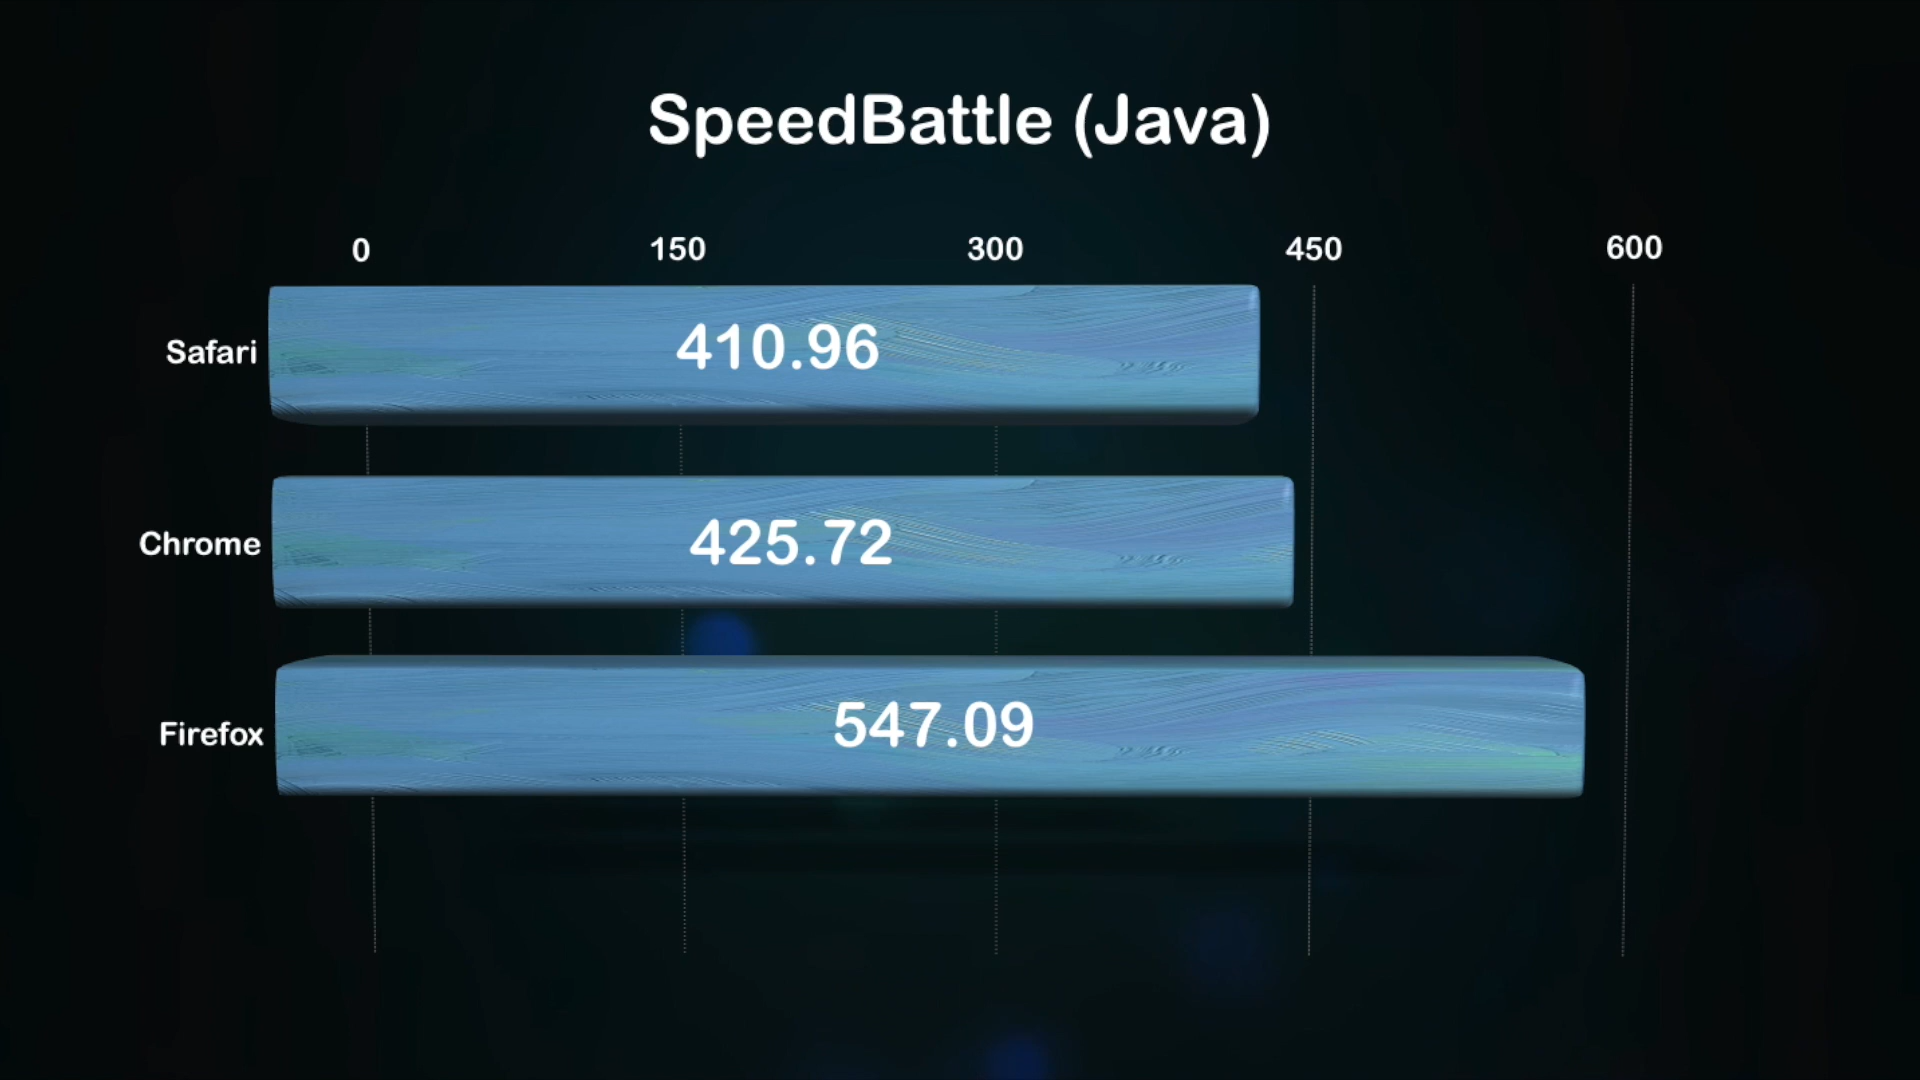 SpeedBattle (Java)
0 150 300 450 600
Safari 410.96
Chrome 425.72
Firefox 547.09